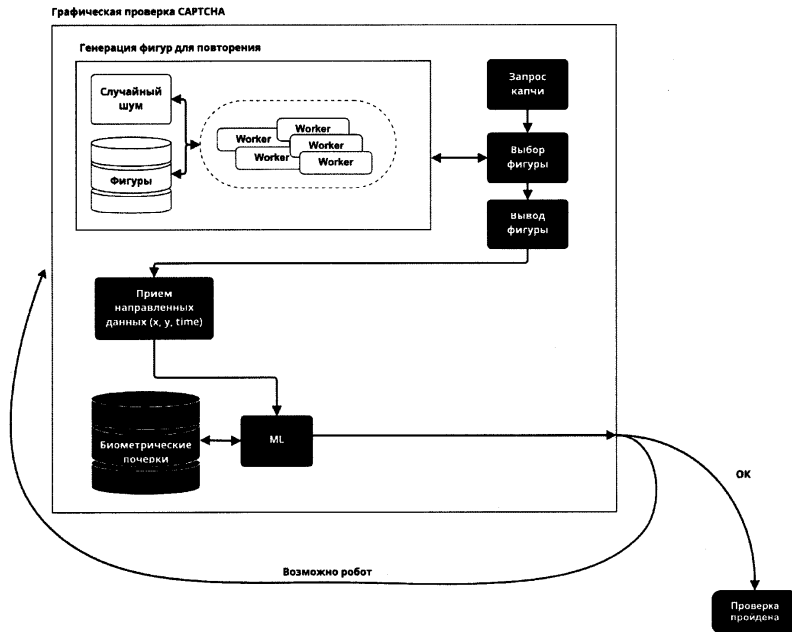 Графическая проверка CAPTCHA
Генерация фигур для повторения
Случайный
шум
Worker
Worker
Worker
Worker
Worker
Фигуры
Запрос
капчи
Выбор
фигуры
Вывод
фигуры
Прием
направленных
данных (x, y, time)
Биометрические
почерки
ML
OK
Возможно робот
Проверка
пройдена